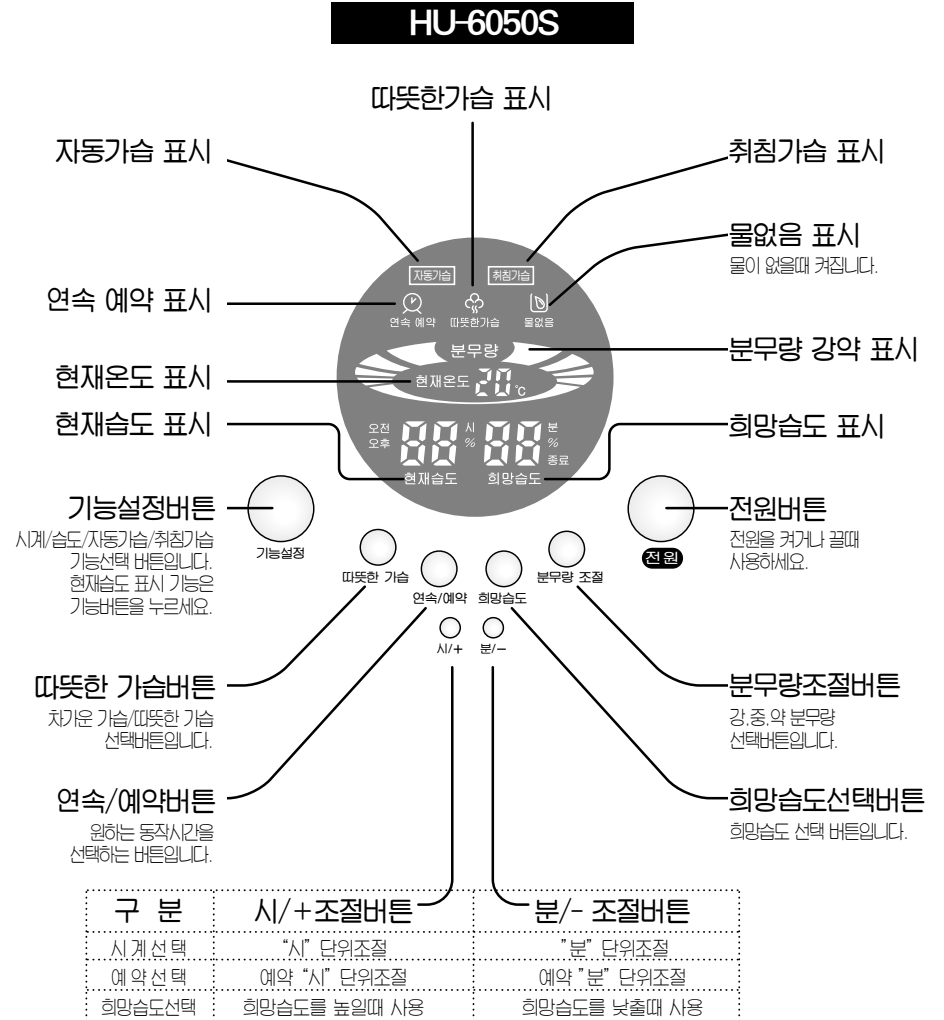 HU-6050S
따뜻한가습 표시
자동가습 표시
취침가습 표시
물없음 표시
물이 없을때 켜집니다.
자동가습
취침가습
연속 예약 표시
연속 예약
따뜻한가습
물없음
분무량
분무량 강약 표시
현재온도 표시
현재온도 20 °C
현재습도 표시
오전
오후
88
시
%
88
분
%
종료
희망습도 표시
현재습도
희망습도
기능설정버튼
시계/습도/자동가습/취침가습
기능선택 버튼입니다.
현재습도 표시 기능은
기능버튼을 누르세요.
기능설정
전원버튼
전원을 켜거나 끌때
사용하세요.
전원
따뜻한 가습
연속/예약
희망습도
분무량 조절
시/+
분/-
따뜻한 가습버튼
차가운 가습/따뜻한 가습
선택버튼입니다.
분무량조절버튼
강.중.약 분무량
선택버튼입니다.
연속/예약버튼
원하는 동작시간을
선택하는 버튼입니다.
희망습도선택버튼
희망습도 선택 버튼입니다.
구 분 시/+조절버튼 분/- 조절버튼
시계선택 “시” 단위조절 ”분” 단위조절
예약선택 예약 “시” 단위조절 예약 ”분” 단위조절
희망습도선택 희망습도를 높일때 사용 희망습도를 낮출때 사용